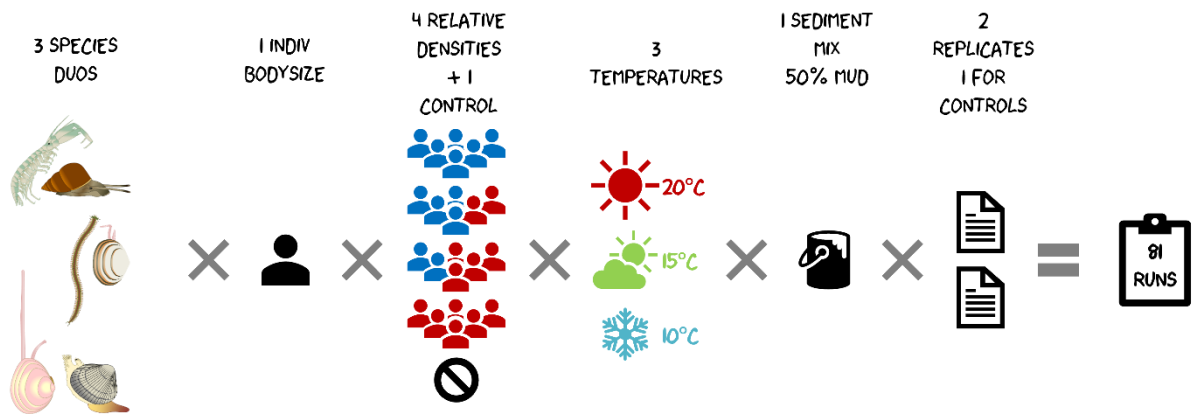 3 SPECIES
DUOS
1 INDIV
BODYSIZE
4 RELATIVE
DENSITIES
+ 1
CONTROL
3
TEMPERATURES
1 SEDIMENT
MIX
50% MUD
2
REPLICATES
1 FOR
CONTROLS
20°C
15°C
10°C
81
RUNS